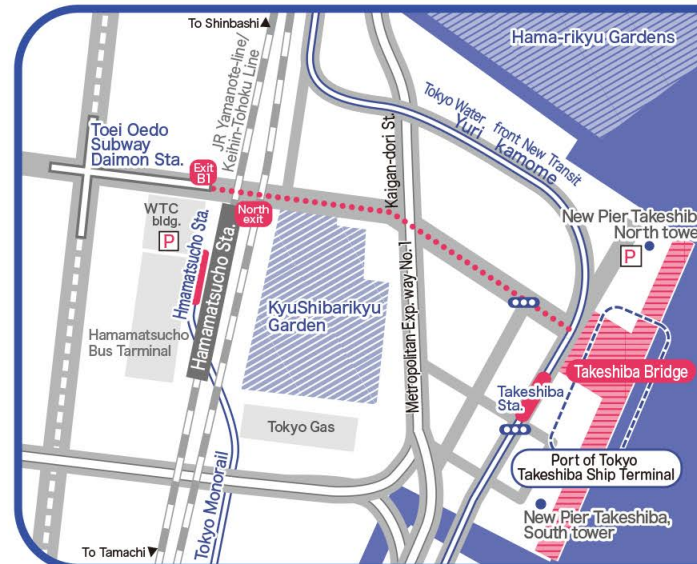 To Shinbashi▲
Hama-rikyu Gardens
JR Yamanote-line/
Keihin-Tohoku Line
Tokyo Water front New Transit
Yuri kamome
Toei Oedo
Subway
Daimon Sta.
Exit
B1
Kaigan-dori St.
North
exit
WTC
bldg.
P
Hmamatsucho Sta.
Hamamatsucho Sta.
New Pier Takeshiba
North tower
P
KyuShibarikyu
Garden
Metropolitan Exp. way No.1
Hamamatsucho
Bus Tarminal
Takeshiba Bridge
Takeshiba
Sta.
Tokyo Gas
Port of Tokyo
Takeshiba Ship Terminal
Tokyo Monorail
New Pier Takeshiba,
South tower
To Tamachi▼